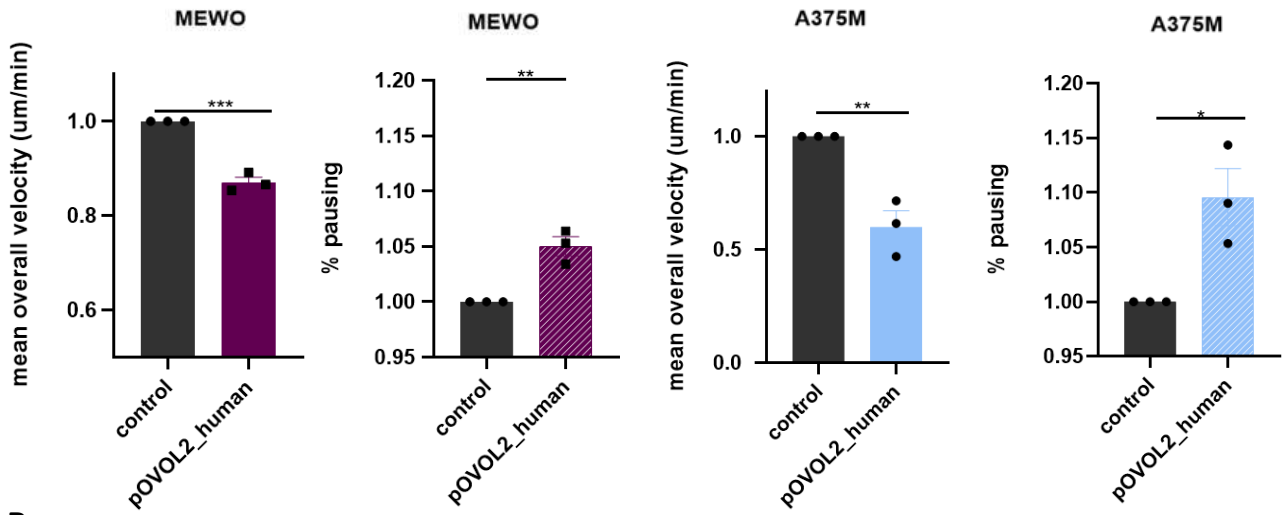 MEWO
mean overall velocity (um/min)
1.0
0.8
0.6
***
control
pOVOL2_human
MEWO
% pausing
1.20
1.15
1.10
1.05
1.00
0.95
**
control
pOVOL2_human
A375M
mean overall velocity (um/min)
1.0
0.5
0.0
**
control
pOVOL2_human
A375M
% pausing
1.20
1.15
1.10
1.05
1.00
0.95
*
control
pOVOL2_human